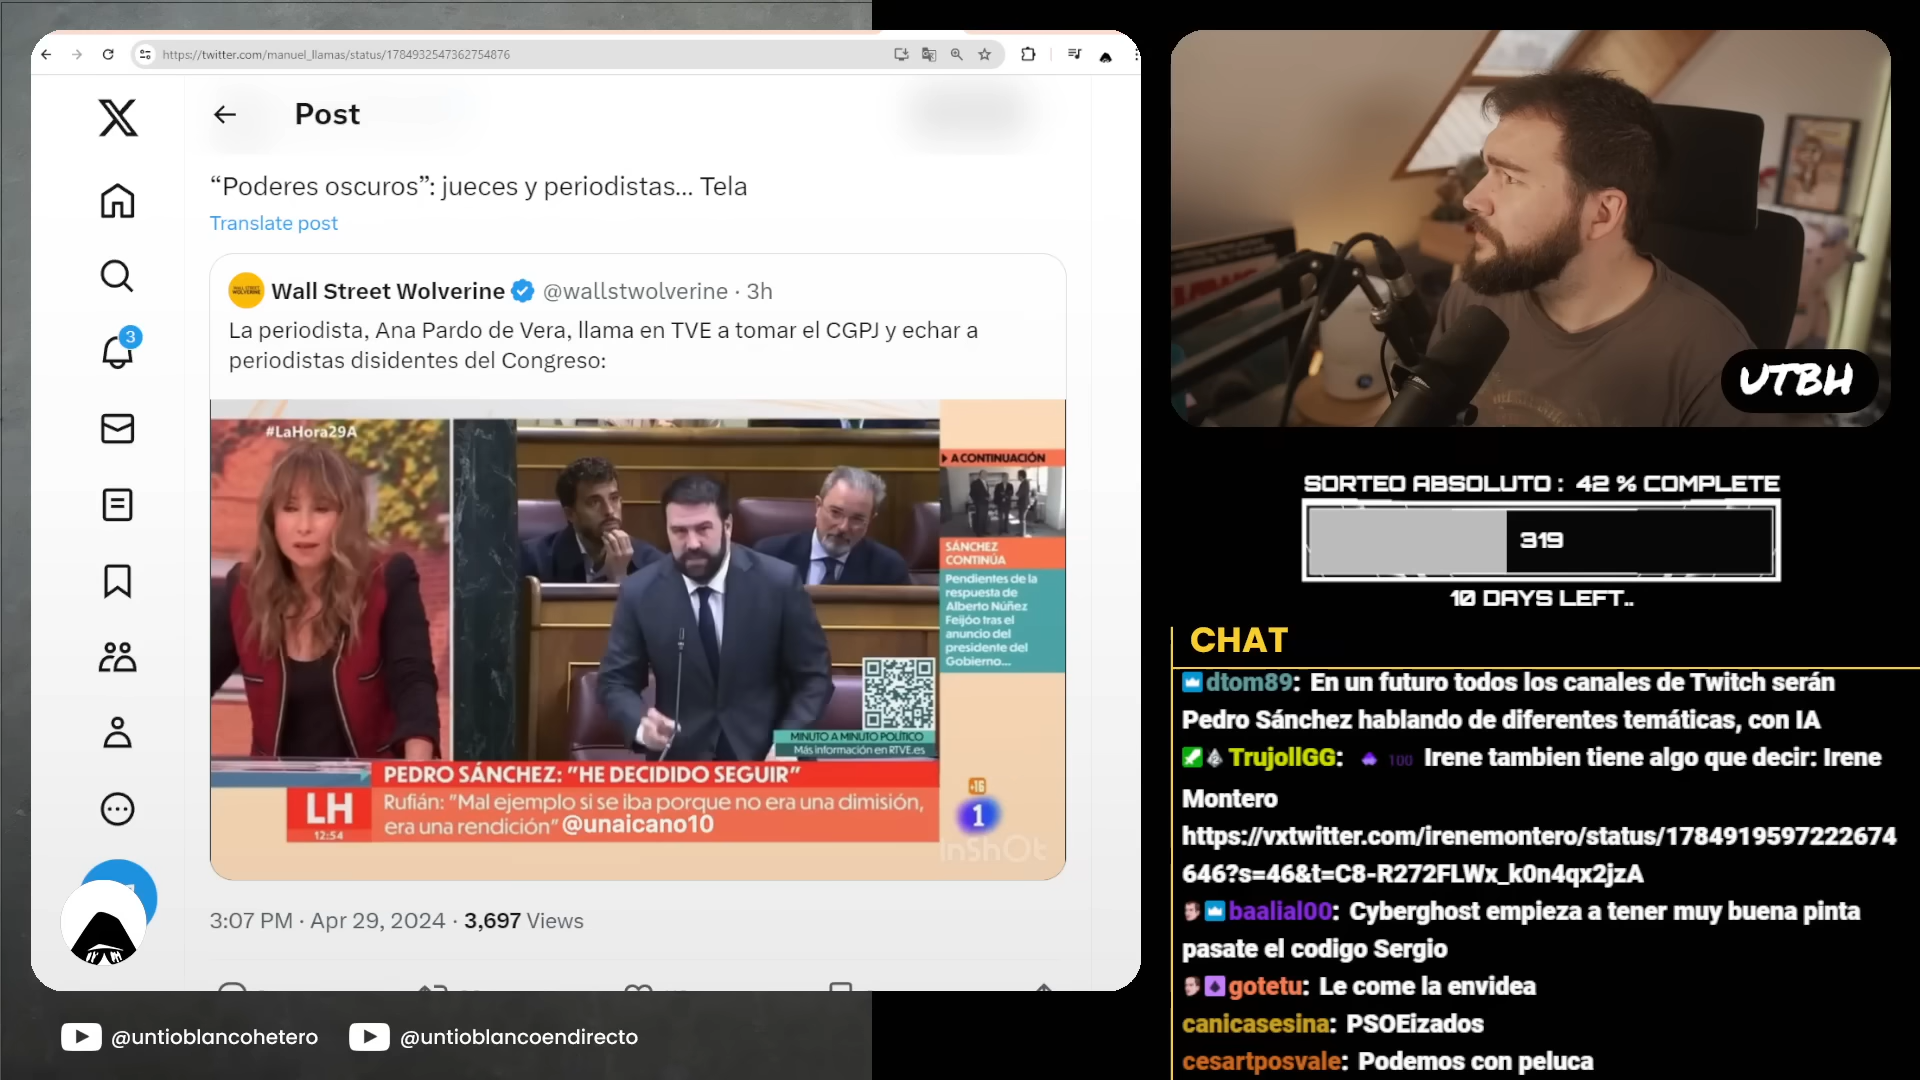 https://twitter.com/manuel_llamas/status/1784932547362754876
Post
“Poderes oscuros”: jueces y periodistas... Tela
Translate post
Wall Street Wolverine @wallstwolverine · 3h
La periodista, Ana Pardo de Vera, llama en TVE a tomar el CGPJ y echar a
periodistas disidentes del Congreso:
3
#LaHora29A
A CONTINUACIÓN
SÁNCHEZ
CONTINÚA
Pendientes de la
respuesta de
Alberto Núñez
Feijóo tras el
anuncio del
presidente del
Gobierno...
MINUTO A MINUTO POLÍTICO
Más información en RTVE.es
PEDRO SÁNCHEZ: "HE DECIDIDO SEGUIR"
LH
12:54
Rufián: "Mal ejemplo si se iba porque no era una dimisión,
era una rendición" @unaicano10
+16
1
InShOt
3:07 PM · Apr 29, 2024 · 3,697 Views
@untioblancohetero
@untioblancoendirecto
UTBH
SORTEO ABSOLUTO : 42 % COMPLETE
319
10 DAYS LEFT..
CHAT
dtom89: En un futuro todos los canales de Twitch serán
Pedro Sánchez hablando de diferentes temáticas, con IA
TrujollGG: 100 Irene tambien tiene algo que decir: Irene
Montero
https://vxtwitter.com/irenemontero/status/1784919597222674
646?s=46&t=C8-R272FLWx_k0n4qx2jzA
baalial00: Cyberghost empieza a tener muy buena pinta
pasate el codigo Sergio
gotetu: Le come la envidea
canicasesina: PSOEizados
cesartposvale: Podemos con peluca